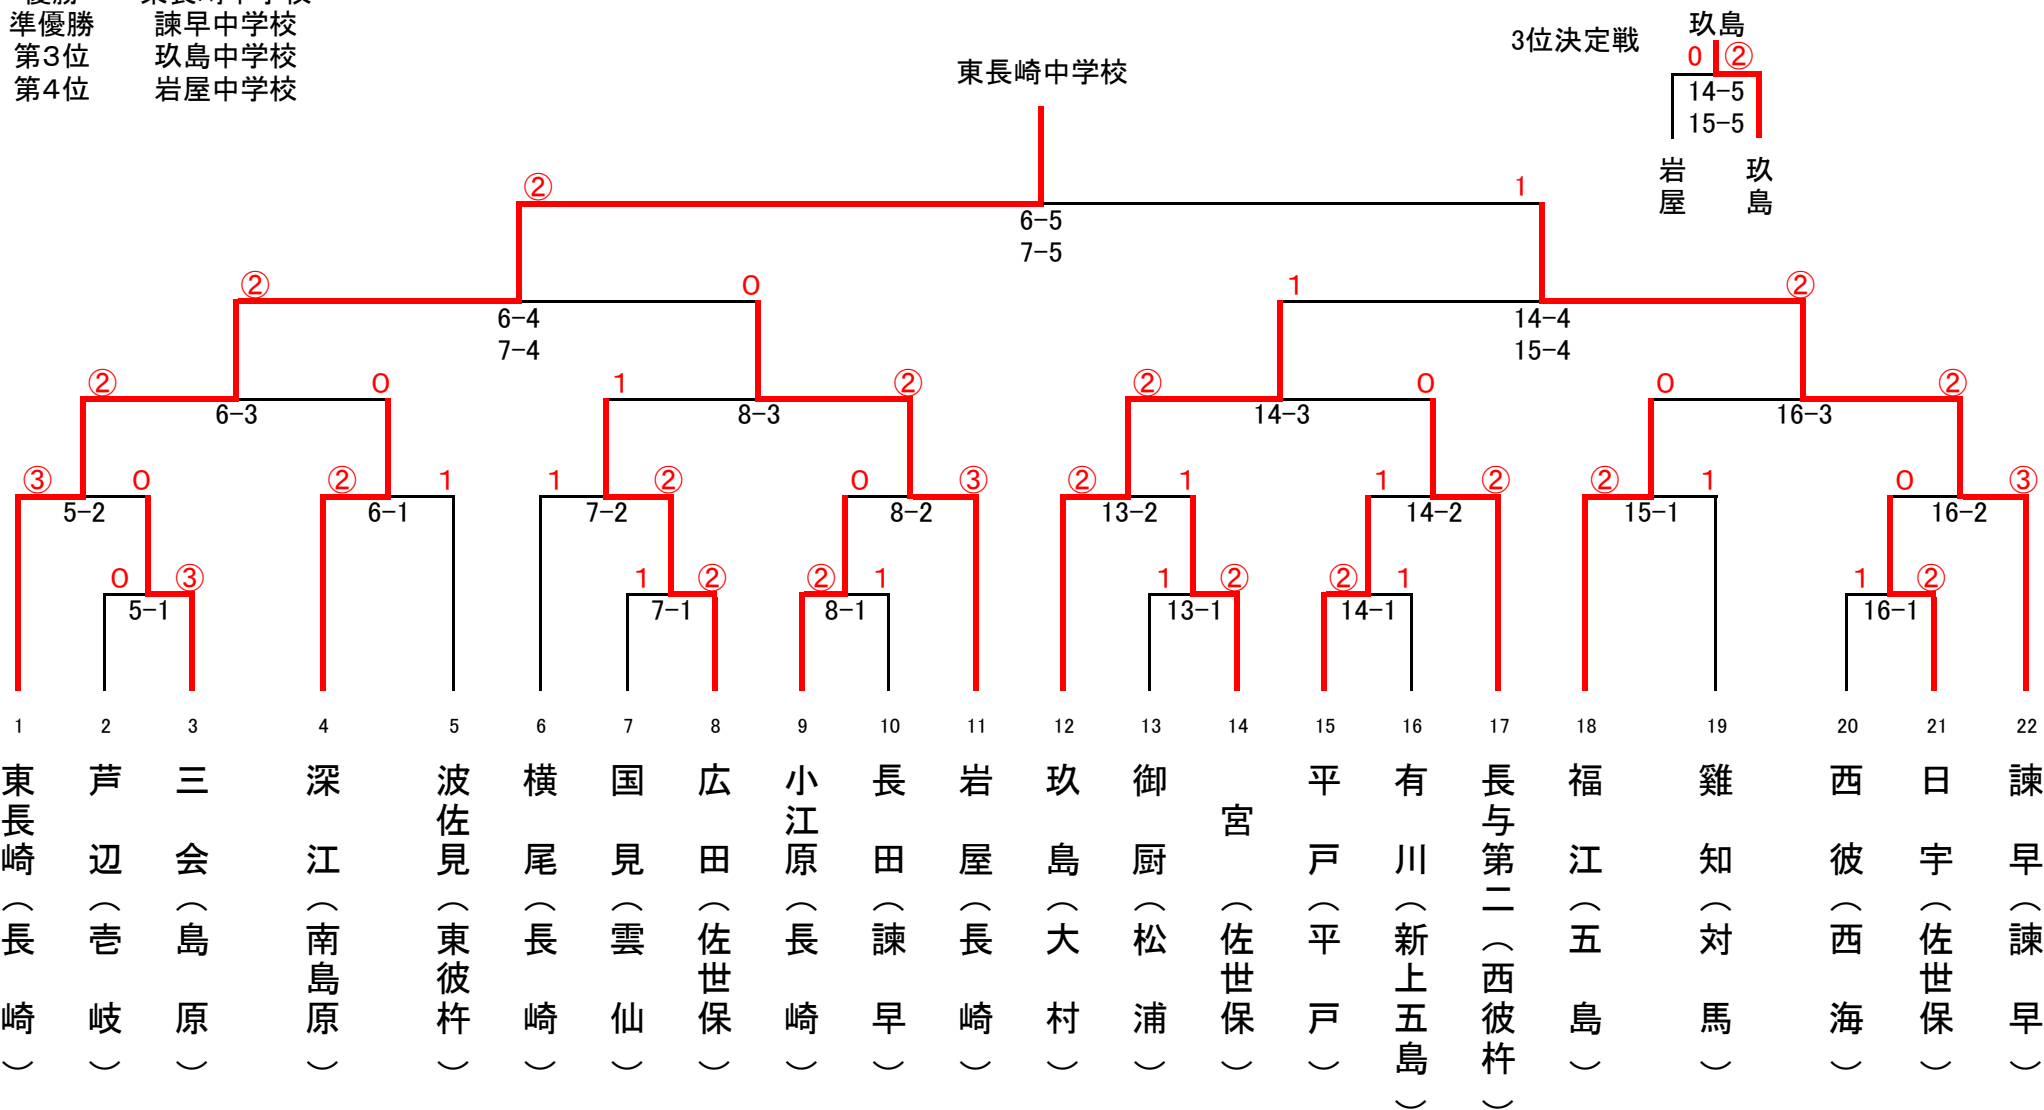 準優勝 諫早中学校
第3位 玖島中学校
第4位 岩屋中学校
3位決定戦
玖島
0 ②
14-5
15-5
岩屋
玖島
東長崎中学校
② 1
6-5
7-5
② 0 1 ②
6-4 14-4
7-4 15-4
② 0 1 ② ② 0 0 ②
6-3 8-3 14-3 16-3
③ 0 ② 1 1 ② 0 ③ ② 1 1 ② ② 1 0 ③
5-2 6-1 7-2 8-2 13-2 14-2 15-1 16-2
0 ③ 1 ② ② 1 1 ② ② 1 1 ②
5-1 7-1 8-1 13-1 14-1 16-1
1 2 3 4 5 6 7 8 9 10 11 12 13 14 15 16 17 18 19 20 21 22
東長崎(長崎)
芦辺(壱岐)
三会(島原)
深江(南島原)
波佐見(東彼杵)
横尾(長崎)
国見(雲仙)
広田(佐世保)
小江原(長崎)
長田(諫早)
岩屋(長崎)
玖島(大村)
御厨(松浦)
宮(佐世保)
平戸(平戸)
有川(新上五島)
長与第二(西彼杵)
福江(五島)
雞知(対馬)
西彼(西海)
日宇(佐世保)
諫早(諫早)